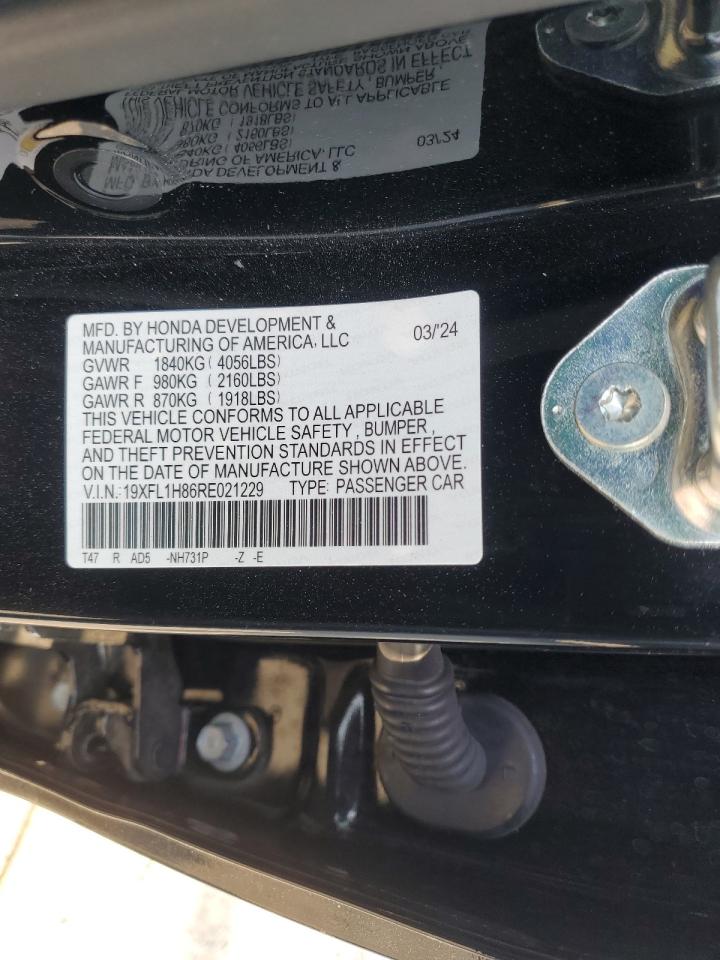 MFD. BY HONDA DEVELOPMENT &
MANUFACTURING OF AMERICA, LLC 03/'24
GVWR 1840KG ( 4056LBS)
GAWR F 980KG ( 2160LBS)
GAWR R 870KG ( 1918LBS)
THIS VEHICLE CONFORMS TO ALL APPLICABLE
FEDERAL MOTOR VEHICLE SAFETY , BUMPER,
AND THEFT PREVENTION STANDARDS IN EFFECT
ON THE DATE OF MANUFACTURE SHOWN ABOVE.
V.I.N.:19XFL1H86RE021229 TYPE: PASSENGER CAR
T47 R AD5 -NH731P -Z -E